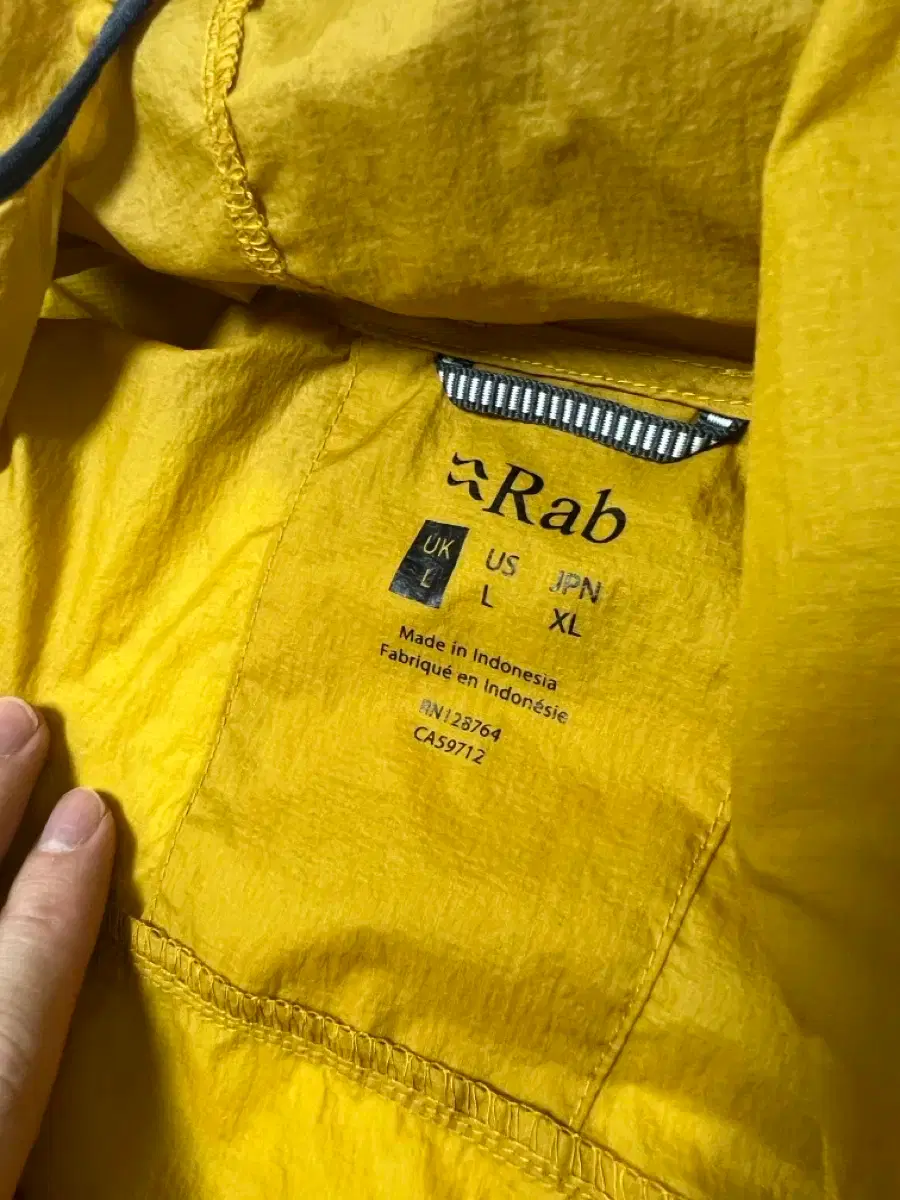 Rab
UK US JPN
L L XL
Made in Indonesia
Fabriqué en Indonésie
RN128764
CA59712